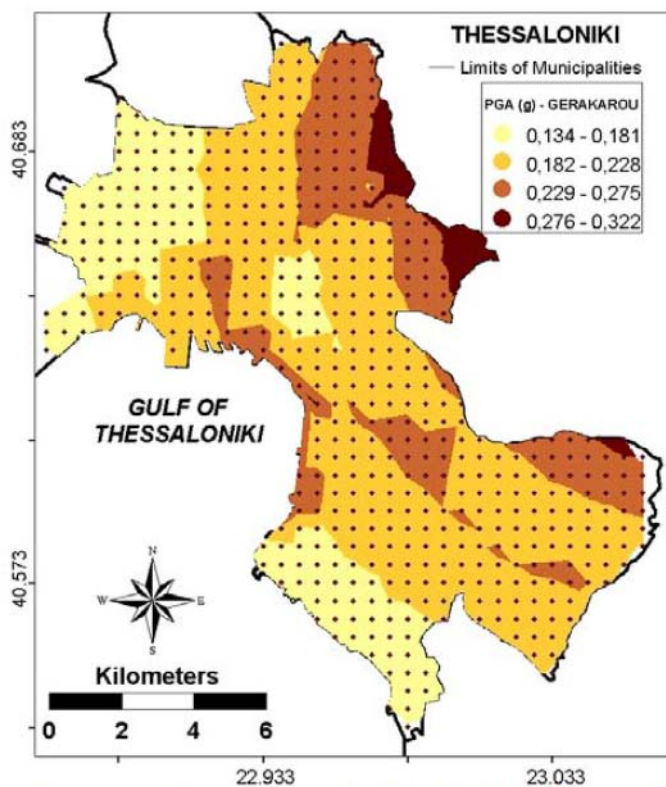 THESSALONIKI
Limits of Municipalities
PGA (g) - GERAKAROU
0,134 - 0,181
0,182 - 0,228
0,229 - 0,275
0,276 - 0,322
40.683
GULF OF
THESSALONIKI
40.573
N
W E
S
Kilometers
0 2 4 6
22.933 23.033